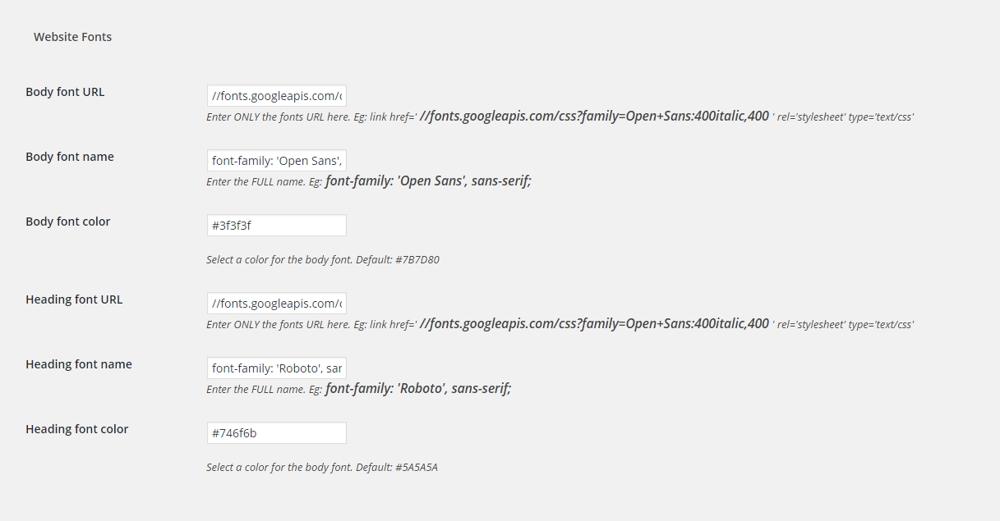 Website Fonts
Body font URL
//fonts.googleapis.com/c
Enter ONLY the fonts URL here. Eg: link href=' //fonts.googleapis.com/css?family=Open+Sans:400italic,400 ' rel='stylesheet' type='text/css'
Body font name
font-family: 'Open Sans',
Enter the FULL name. Eg: font-family: 'Open Sans', sans-serif;
Body font color
#3f3f3f
Select a color for the body font. Default: #7B7D80
Heading font URL
//fonts.googleapis.com/c
Enter ONLY the fonts URL here. Eg: link href=' //fonts.googleapis.com/css?family=Open+Sans:400italic,400 ' rel='stylesheet' type='text/css'
Heading font name
font-family: 'Roboto', sar
Enter the FULL name. Eg: font-family: 'Roboto', sans-serif;
Heading font color
#746f6b
Select a color for the body font. Default: #5A5A5A